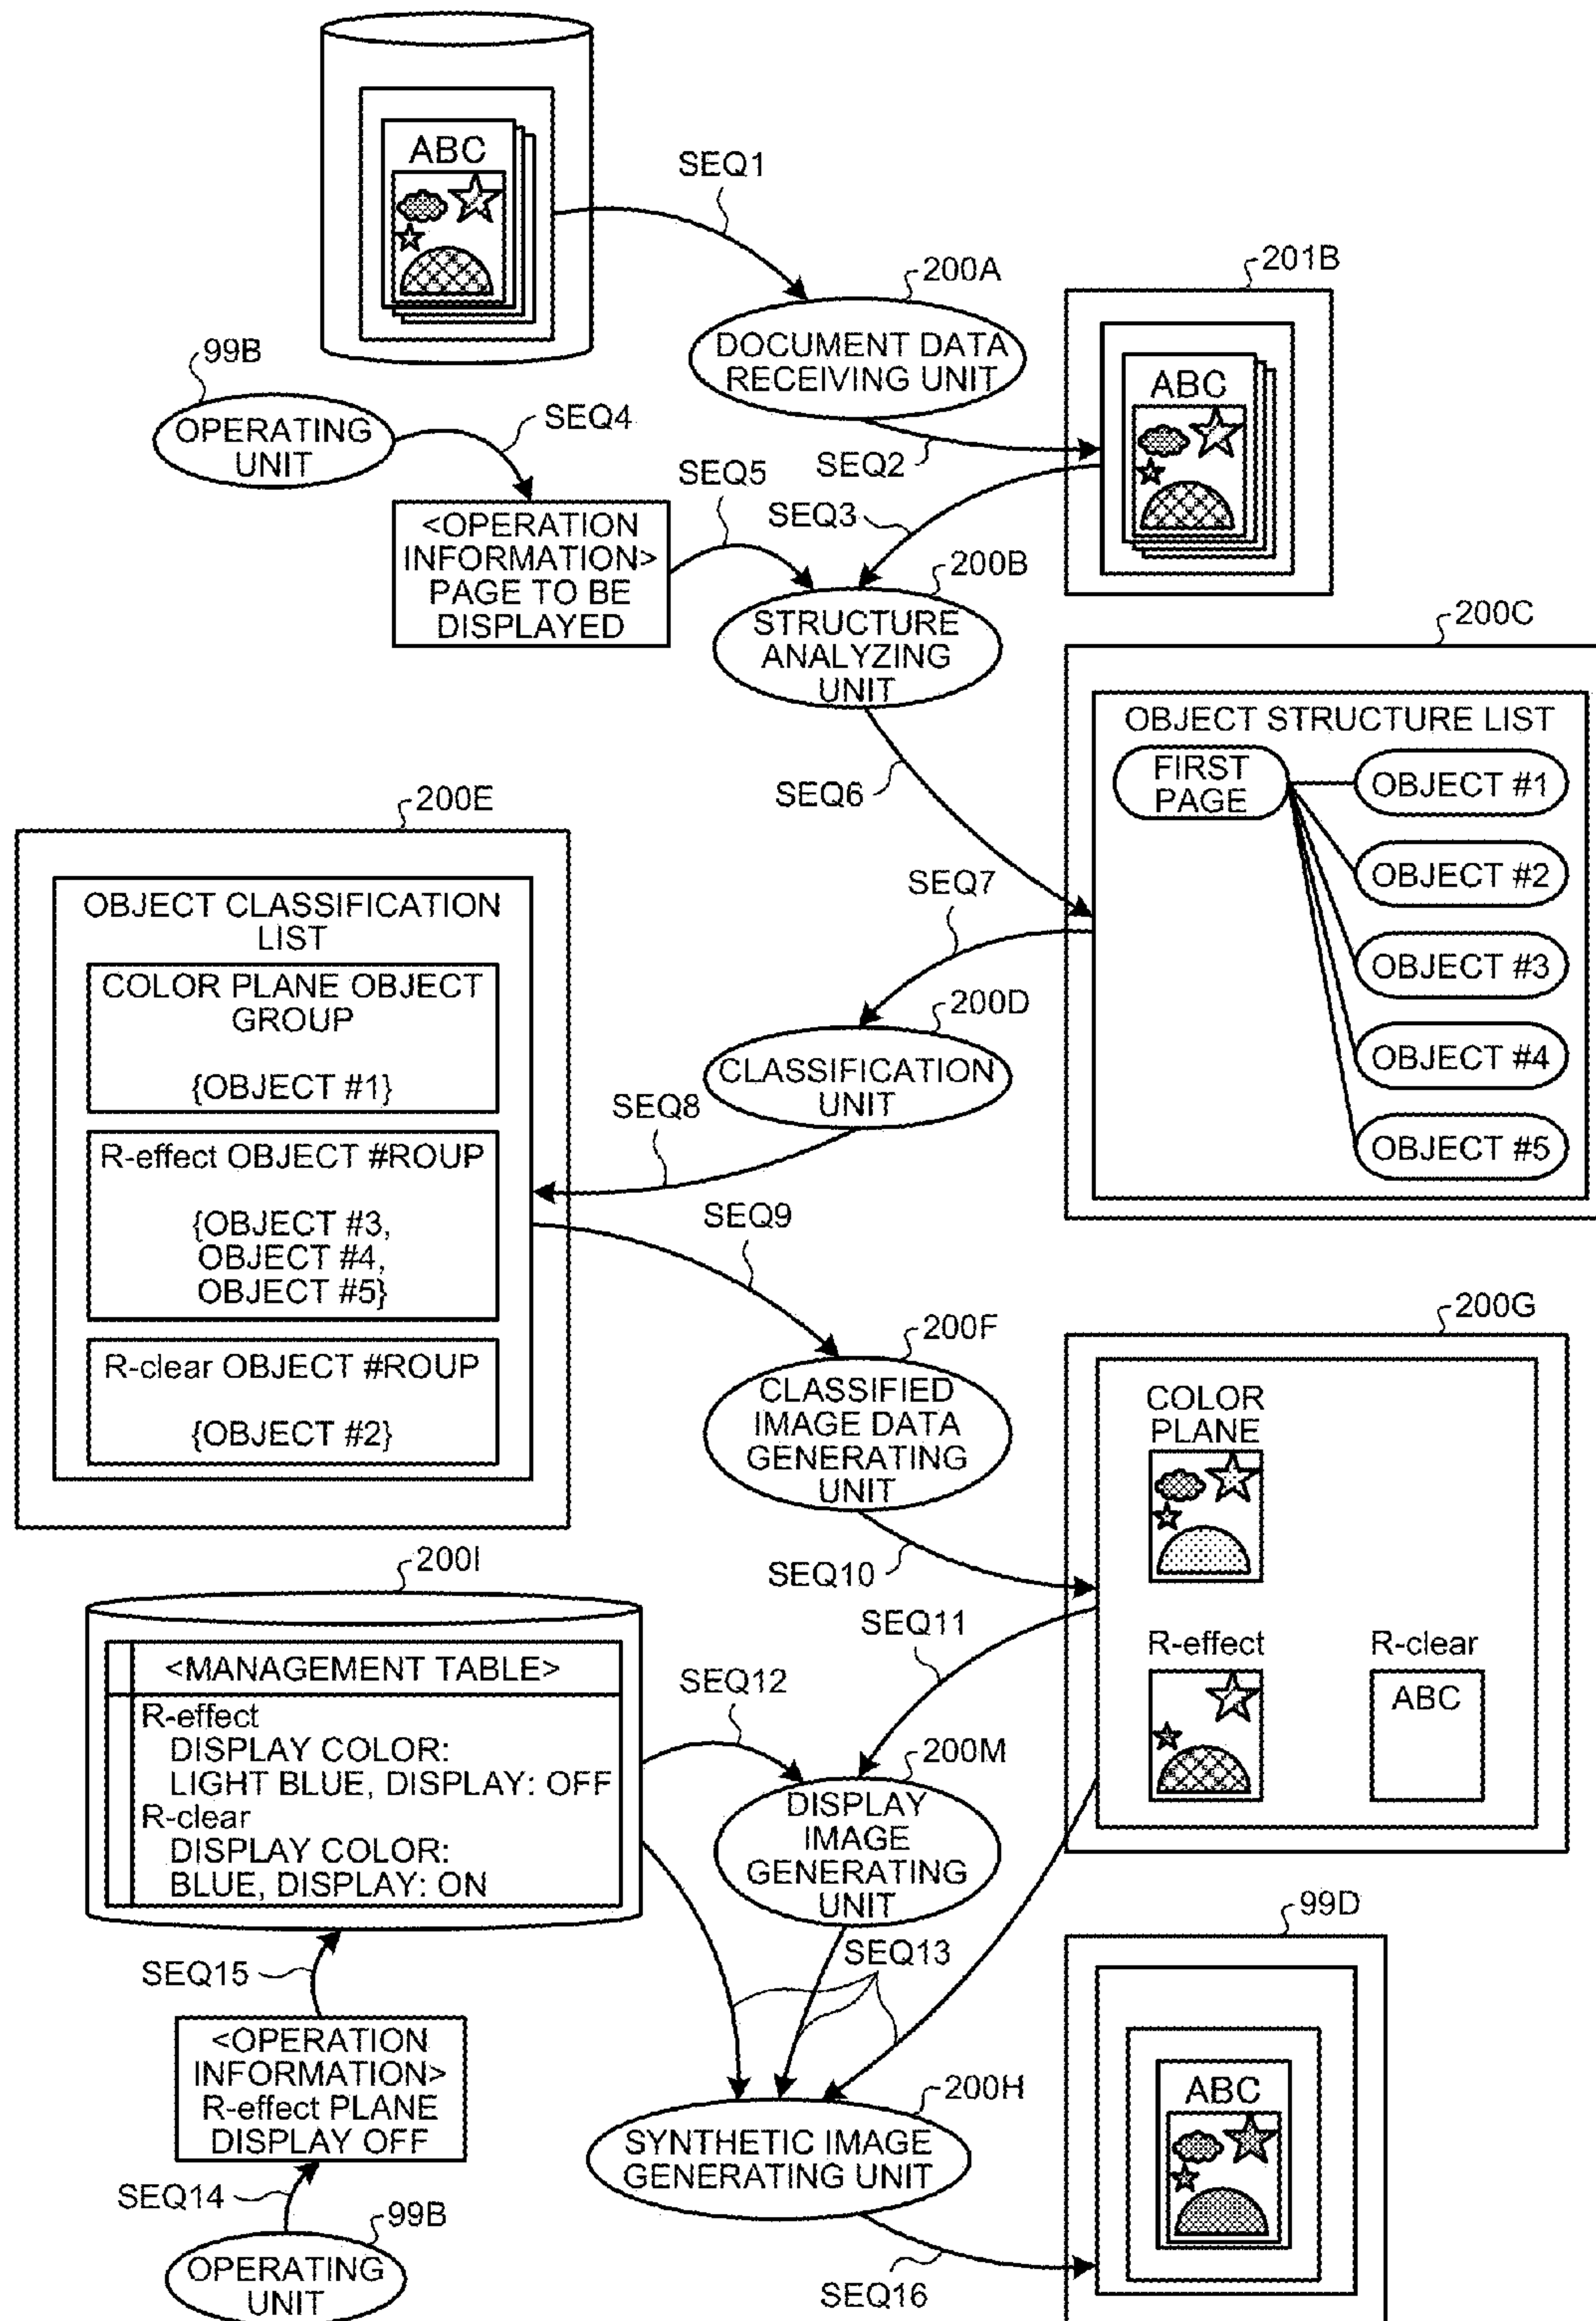 ABC
SEQ1
200A
DOCUMENT DATA
RECEIVING UNIT
201B
ABC
99B
OPERATING
UNIT
SEQ4
SEQ2
SEQ5
SEQ3
<OPERATION
INFORMATION>
PAGE TO BE
DISPLAYED
200B
STRUCTURE
ANALYZING
UNIT
200C
OBJECT STRUCTURE LIST
FIRST
PAGE
OBJECT #1
OBJECT #2
OBJECT #3
OBJECT #4
OBJECT #5
SEQ6
200E
OBJECT CLASSIFICATION
LIST
COLOR PLANE OBJECT
GROUP
{OBJECT #1}
R-effect OBJECT #ROUP
{OBJECT #3,
OBJECT #4,
OBJECT #5}
R-clear OBJECT #ROUP
{OBJECT #2}
SEQ7
200D
CLASSIFICATION
UNIT
SEQ8
SEQ9
200F
CLASSIFIED
IMAGE DATA
GENERATING
UNIT
200G
COLOR
PLANE
R-effect
R-clear
ABC
SEQ10
SEQ11
200I
<MANAGEMENT TABLE>
R-effect
DISPLAY COLOR:
LIGHT BLUE, DISPLAY: OFF
R-clear
DISPLAY COLOR:
BLUE, DISPLAY: ON
SEQ12
200M
DISPLAY
IMAGE
GENERATING
UNIT
SEQ13
99D
ABC
SEQ15
<OPERATION
INFORMATION>
R-effect PLANE
DISPLAY OFF
200H
SYNTHETIC IMAGE
GENERATING UNIT
SEQ14
99B
OPERATING
UNIT
SEQ16